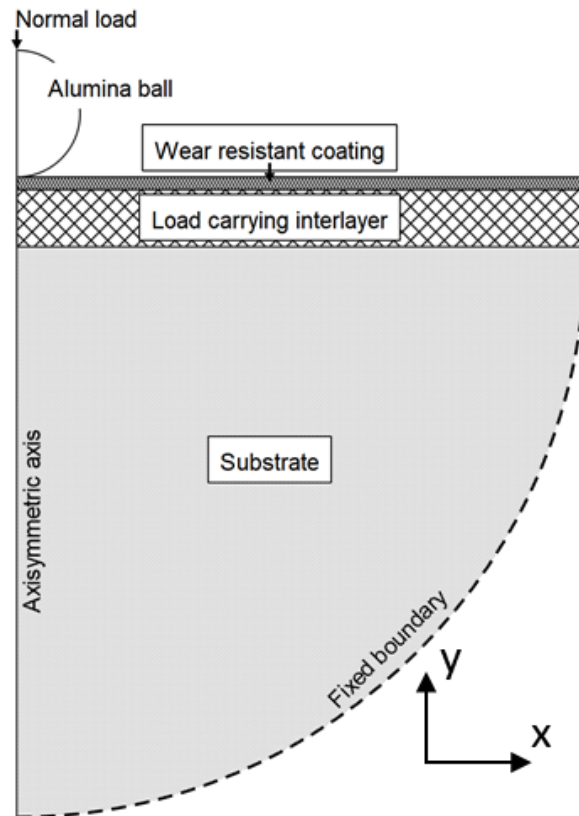 Normal load
Alumina ball
Wear resistant coating
Load carrying interlayer
Substrate
Axisymmetric axis
Fixed boundary
y
x